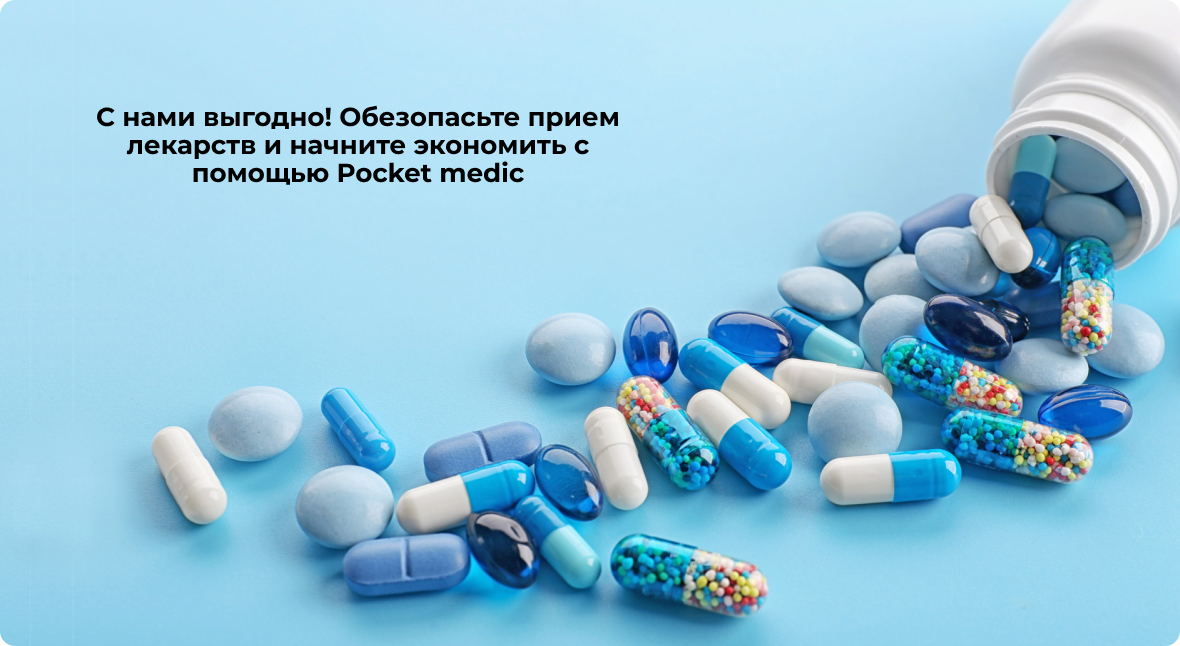 С нами выгодно! Обезопасьте прием
лекарств и начните экономить с
помощью Pocket medic